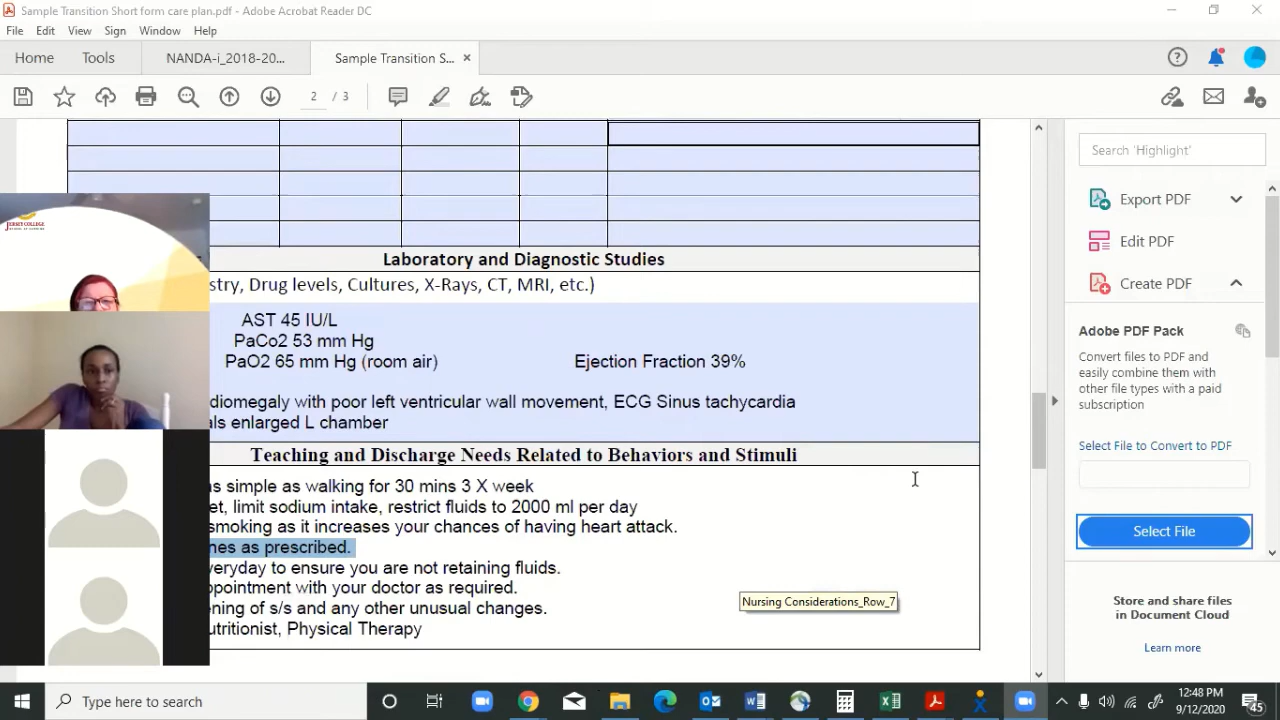 Sample Transition Short form care plan.pdf - Adobe Acrobat Reader DC
File Edit View Sign Window Help
Home Tools NANDA-i_2018-20... Sample Transition S... ×
2 / 3
Search 'Highlight'
Export PDF
Edit PDF
Create PDF
Adobe PDF Pack
Convert files to PDF and
easily combine them with
other file types with a paid
subscription
Select File to Convert to PDF
Select File
Store and share files
in Document Cloud
Learn more
JERSEY COLLEGE
Laboratory and Diagnostic Studies
stry, Drug levels, Cultures, X-Rays, CT, MRI, etc.)
AST 45 IU/L
PaCo2 53 mm Hg
PaO2 65 mm Hg (room air) Ejection Fraction 39%
diomegaly with poor left ventricular wall movement, ECG Sinus tachycardia
als enlarged L chamber
Teaching and Discharge Needs Related to Behaviors and Stimuli
as simple as walking for 30 mins 3 X week
et, limit sodium intake, restrict fluids to 2000 ml per day
smoking as it increases your chances of having heart attack.
nes as prescribed.
veryday to ensure you are not retaining fluids.
ppointment with your doctor as required.
ening of s/s and any other unusual changes.
utritionist, Physical Therapy
Nursing Considerations_Row_7
Type here to search
12:48 PM
9/12/2020
45